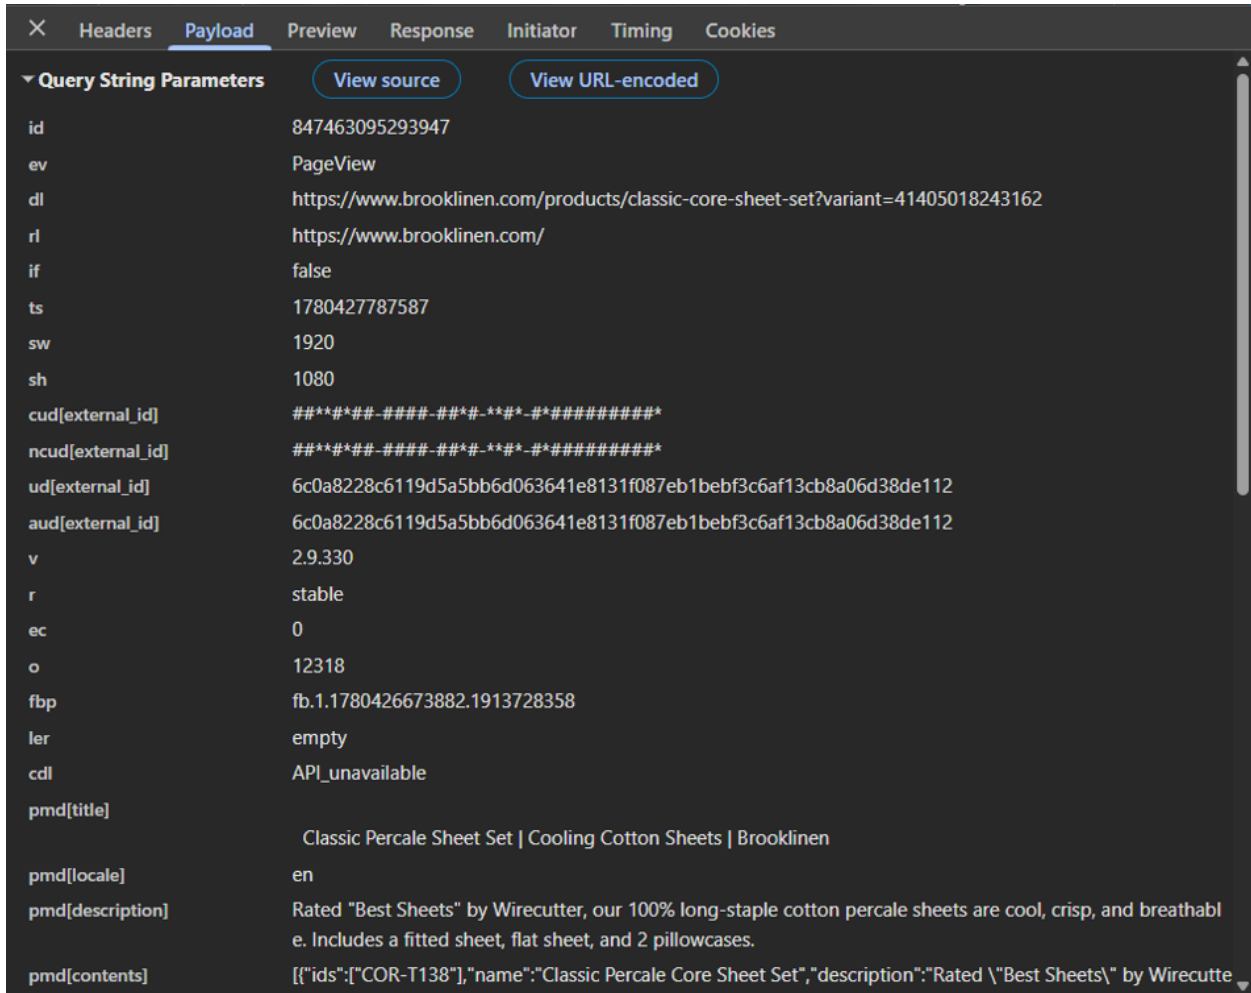 Headers Payload Preview Response Initiator Timing Cookies
Query String Parameters View source View URL-encoded
id 847463095293947
ev PageView
dl https://www.brooklinen.com/products/classic-core-sheet-set?variant=41405018243162
rl https://www.brooklinen.com/
if false
ts 1780427787587
sw 1920
sh 1080
cud[external_id] ##**#*##-####-##*#-**#*-#*#########*
ncud[external_id] ##**#*##-####-##*#-**#*-#*#########*
ud[external_id] 6c0a8228c6119d5a5bb6d063641e8131f087eb1bebf3c6af13cb8a06d38de112
aud[external_id] 6c0a8228c6119d5a5bb6d063641e8131f087eb1bebf3c6af13cb8a06d38de112
v 2.9.330
r stable
ec 0
o 12318
fbp fb.1.1780426673882.1913728358
ler empty
cdl API_unavailable
pmd[title]
Classic Percale Sheet Set | Cooling Cotton Sheets | Brooklinen
pmd[locale] en
pmd[description] Rated "Best Sheets" by Wirecutter, our 100% long-staple cotton percale sheets are cool, crisp, and breathabl
e. Includes a fitted sheet, flat sheet, and 2 pillowcases.
pmd[contents] [{"ids":["COR-T138"],"name":"Classic Percale Core Sheet Set","description":"Rated \"Best Sheets\" by Wirecutte